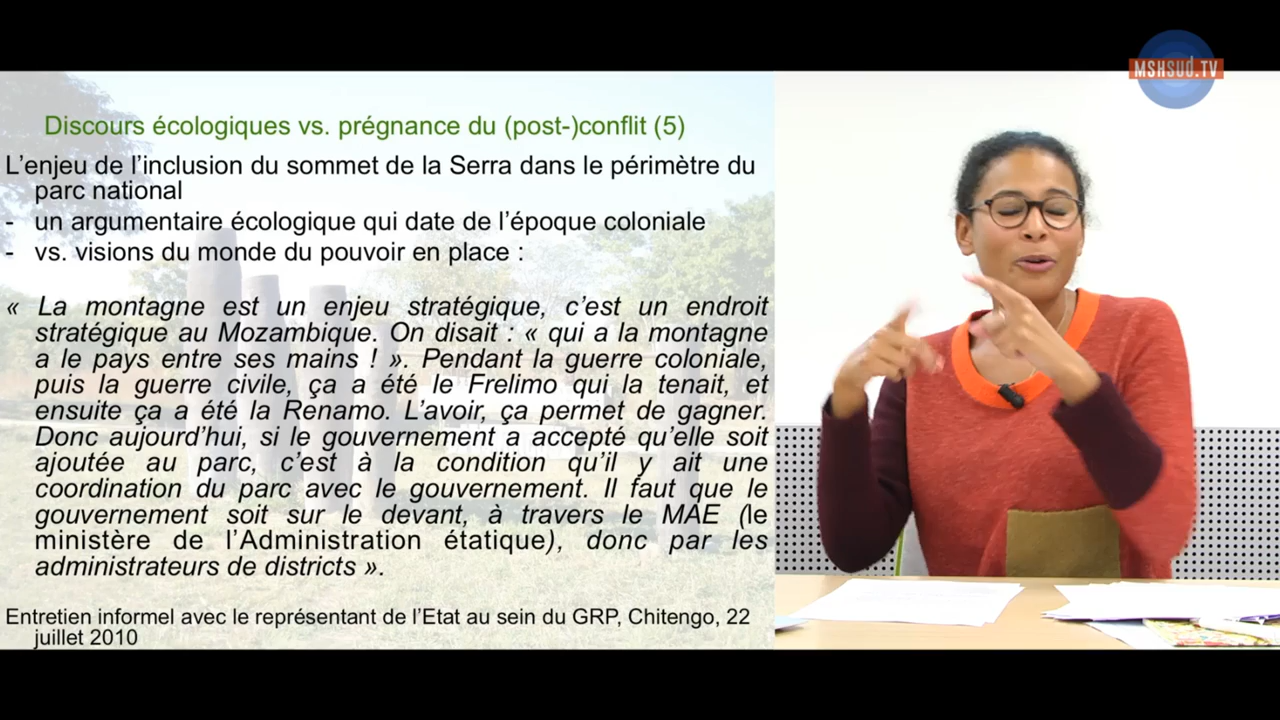 MSHSUD.TV
Discours écologiques vs. prégnance du (post-)conflit (5)
L’enjeu de l’inclusion du sommet de la Serra dans le périmètre du
parc national
- un argumentaire écologique qui date de l’époque coloniale
- vs. visions du monde du pouvoir en place :
« La montagne est un enjeu stratégique, c’est un endroit
stratégique au Mozambique. On disait : « qui a la montagne
a le pays entre ses mains ! ». Pendant la guerre coloniale,
puis la guerre civile, ça a été le Frelimo qui la tenait, et
ensuite ça a été la Renamo. L’avoir, ça permet de gagner.
Donc aujourd’hui, si le gouvernement a accepté qu’elle soit
ajoutée au parc, c’est à la condition qu’il y ait une
coordination du parc avec le gouvernement. Il faut que le
gouvernement soit sur le devant, à travers le MAE (le
ministère de l’Administration étatique), donc par les
administrateurs de districts ».
Entretien informel avec le représentant de l’Etat au sein du GRP, Chitengo, 22
juillet 2010